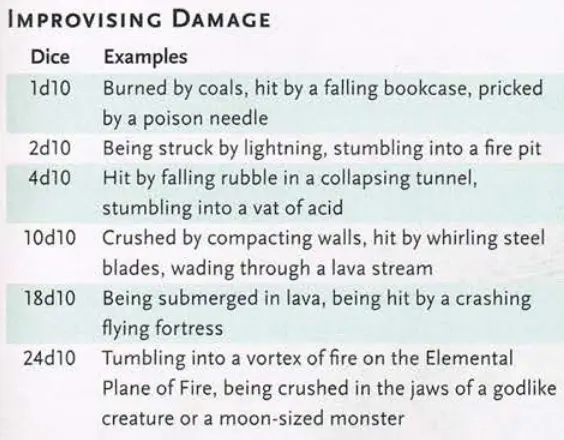 IMPROVISING DAMAGE
Dice Examples
1d10 Burned by coals, hit by a falling bookcase, pricked
by a poison needle
2d10 Being struck by lightning, stumbling into a fire pit
4d10 Hit by falling rubble in a collapsing tunnel,
stumbling into a vat of acid
10d10 Crushed by compacting walls, hit by whirling steel
blades, wading through a lava stream
18d10 Being submerged in lava, being hit by a crashing
flying fortress
24d10 Tumbling into a vortex of fire on the Elemental
Plane of Fire, being crushed in the jaws of a godlike
creature or a moon-sized monster